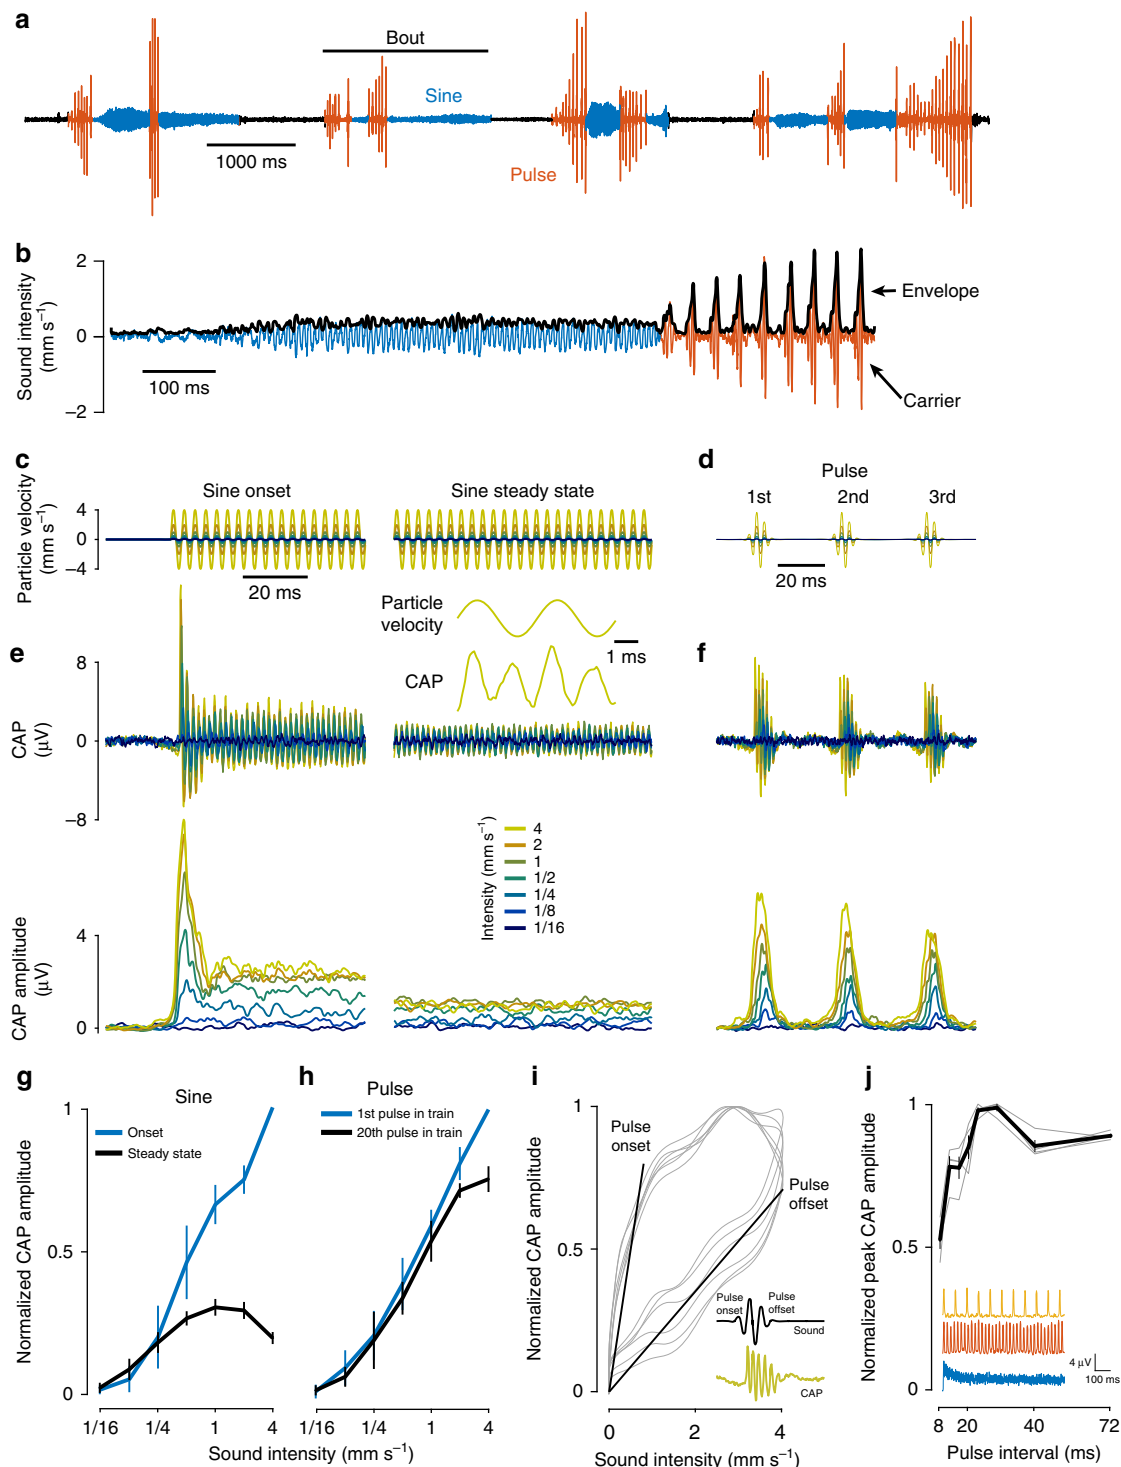 a
Bout
Sine
1000 ms
Pulse
b
Sound intensity
(mm s⁻¹)
2
0
−2
Envelope
100 ms
Carrier
c
Sine onset
Sine steady state
Particle velocity
(mm s⁻¹)
4
0
−4
20 ms
d
Pulse
1st
2nd
3rd
20 ms
Particle
velocity
1 ms
CAP
e
CAP
(µV)
8
0
−8
f
Intensity (mm s⁻¹)
4
2
1
1/2
1/4
1/8
1/16
CAP amplitude
(µV)
4
0
g
Sine
Onset
Steady state
Normalized CAP amplitude
1
0.5
0
1/16
1/4
1
4
h
Pulse
1st pulse in train
20th pulse in train
1/16
1/4
1
4
Sound intensity (mm s⁻¹)
i
Normalized CAP amplitude
1
0.5
0
Pulse
onset
Pulse
offset
Pulse
onset
Pulse
offset
Sound
CAP
0
2
4
Sound intensity (mm s⁻¹)
j
Normalized peak CAP amplitude
1
0.5
0
4 µV
100 ms
8
20
40
72
Pulse interval (ms)